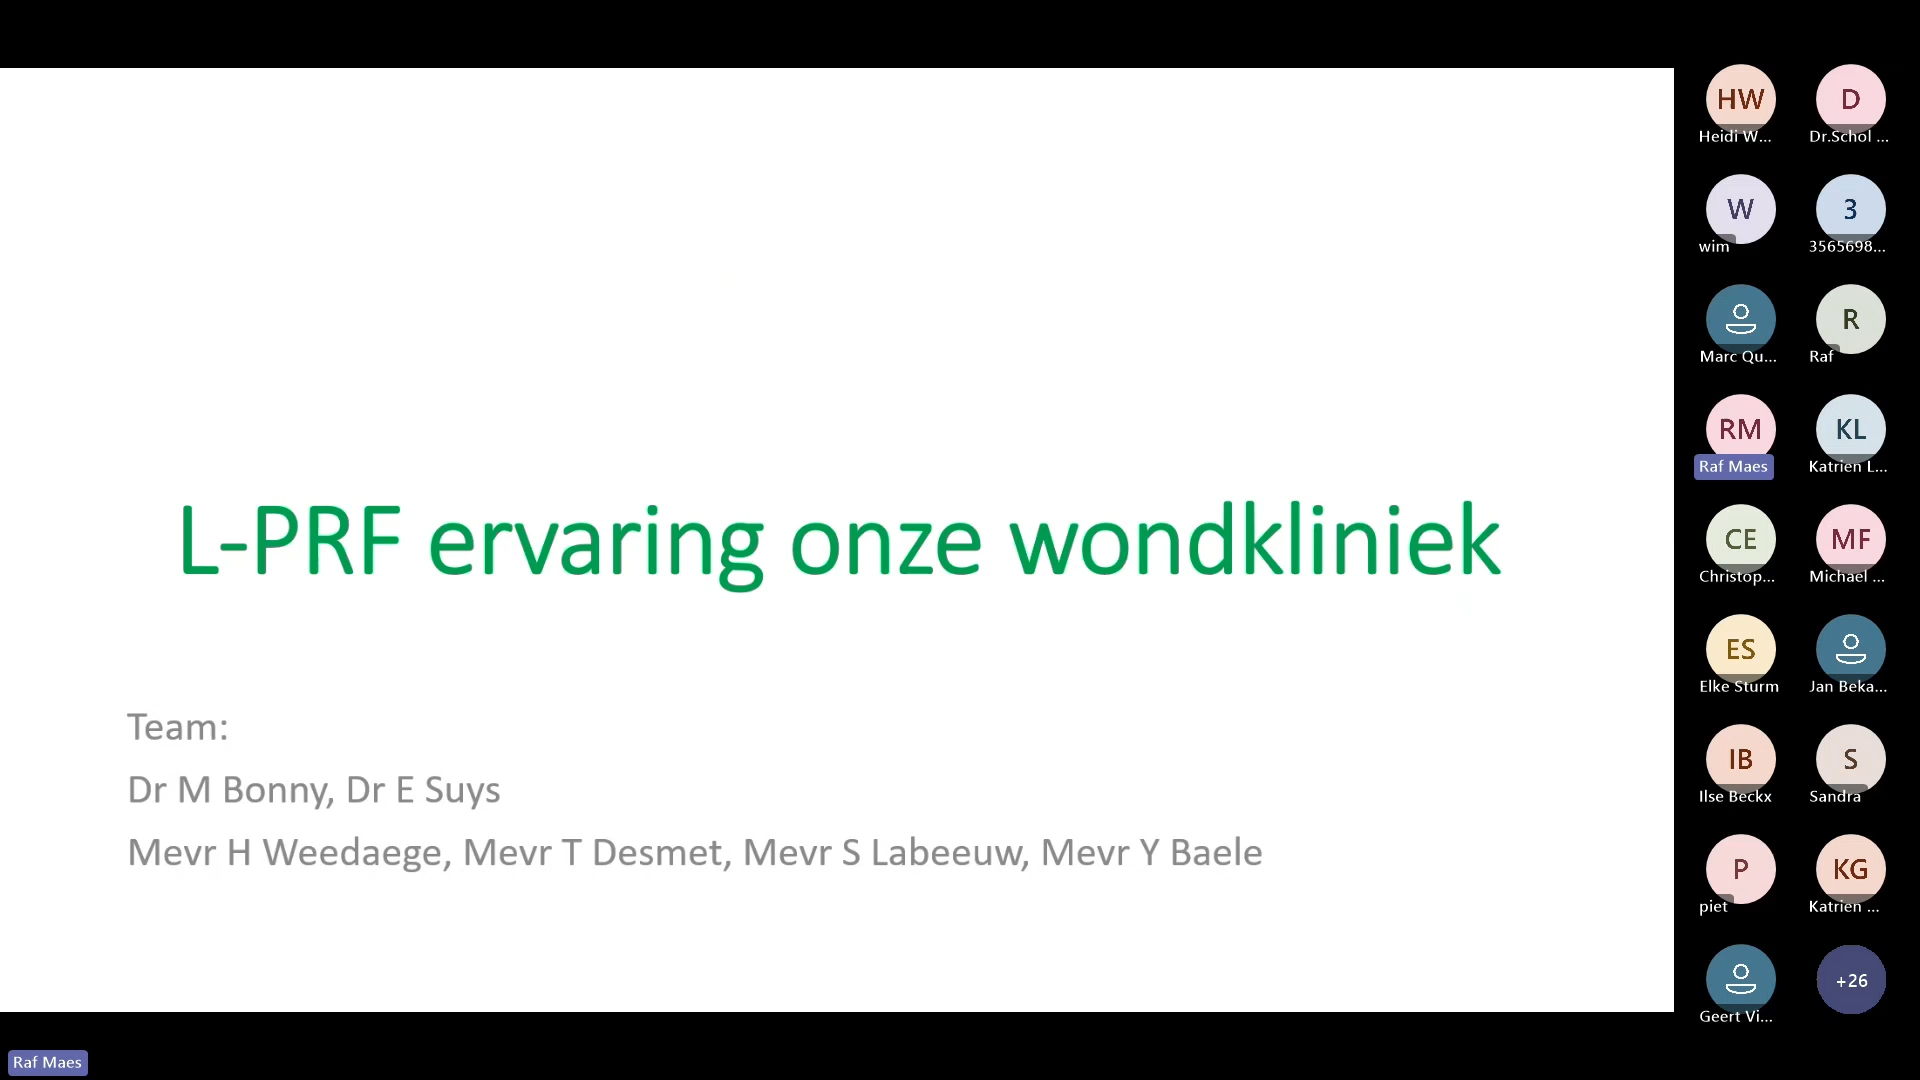 L-PRF ervaring onze wondkliniek
Team:
Dr M Bonny, Dr E Suys
Mevr H Weedaege, Mevr T Desmet, Mevr S Labeeuw, Mevr Y Baele
HW
Heidi W...
D
Dr.Schol ...
W
wim
3
3565698...
Marc Qu...
R
Raf
RM
Raf Maes
KL
Katrien L...
CE
Christop...
MF
Michael ...
ES
Elke Sturm
Jan Beka...
IB
Ilse Beckx
S
Sandra
P
piet
KG
Katrien ...
Geert Vi...
+26
Raf Maes